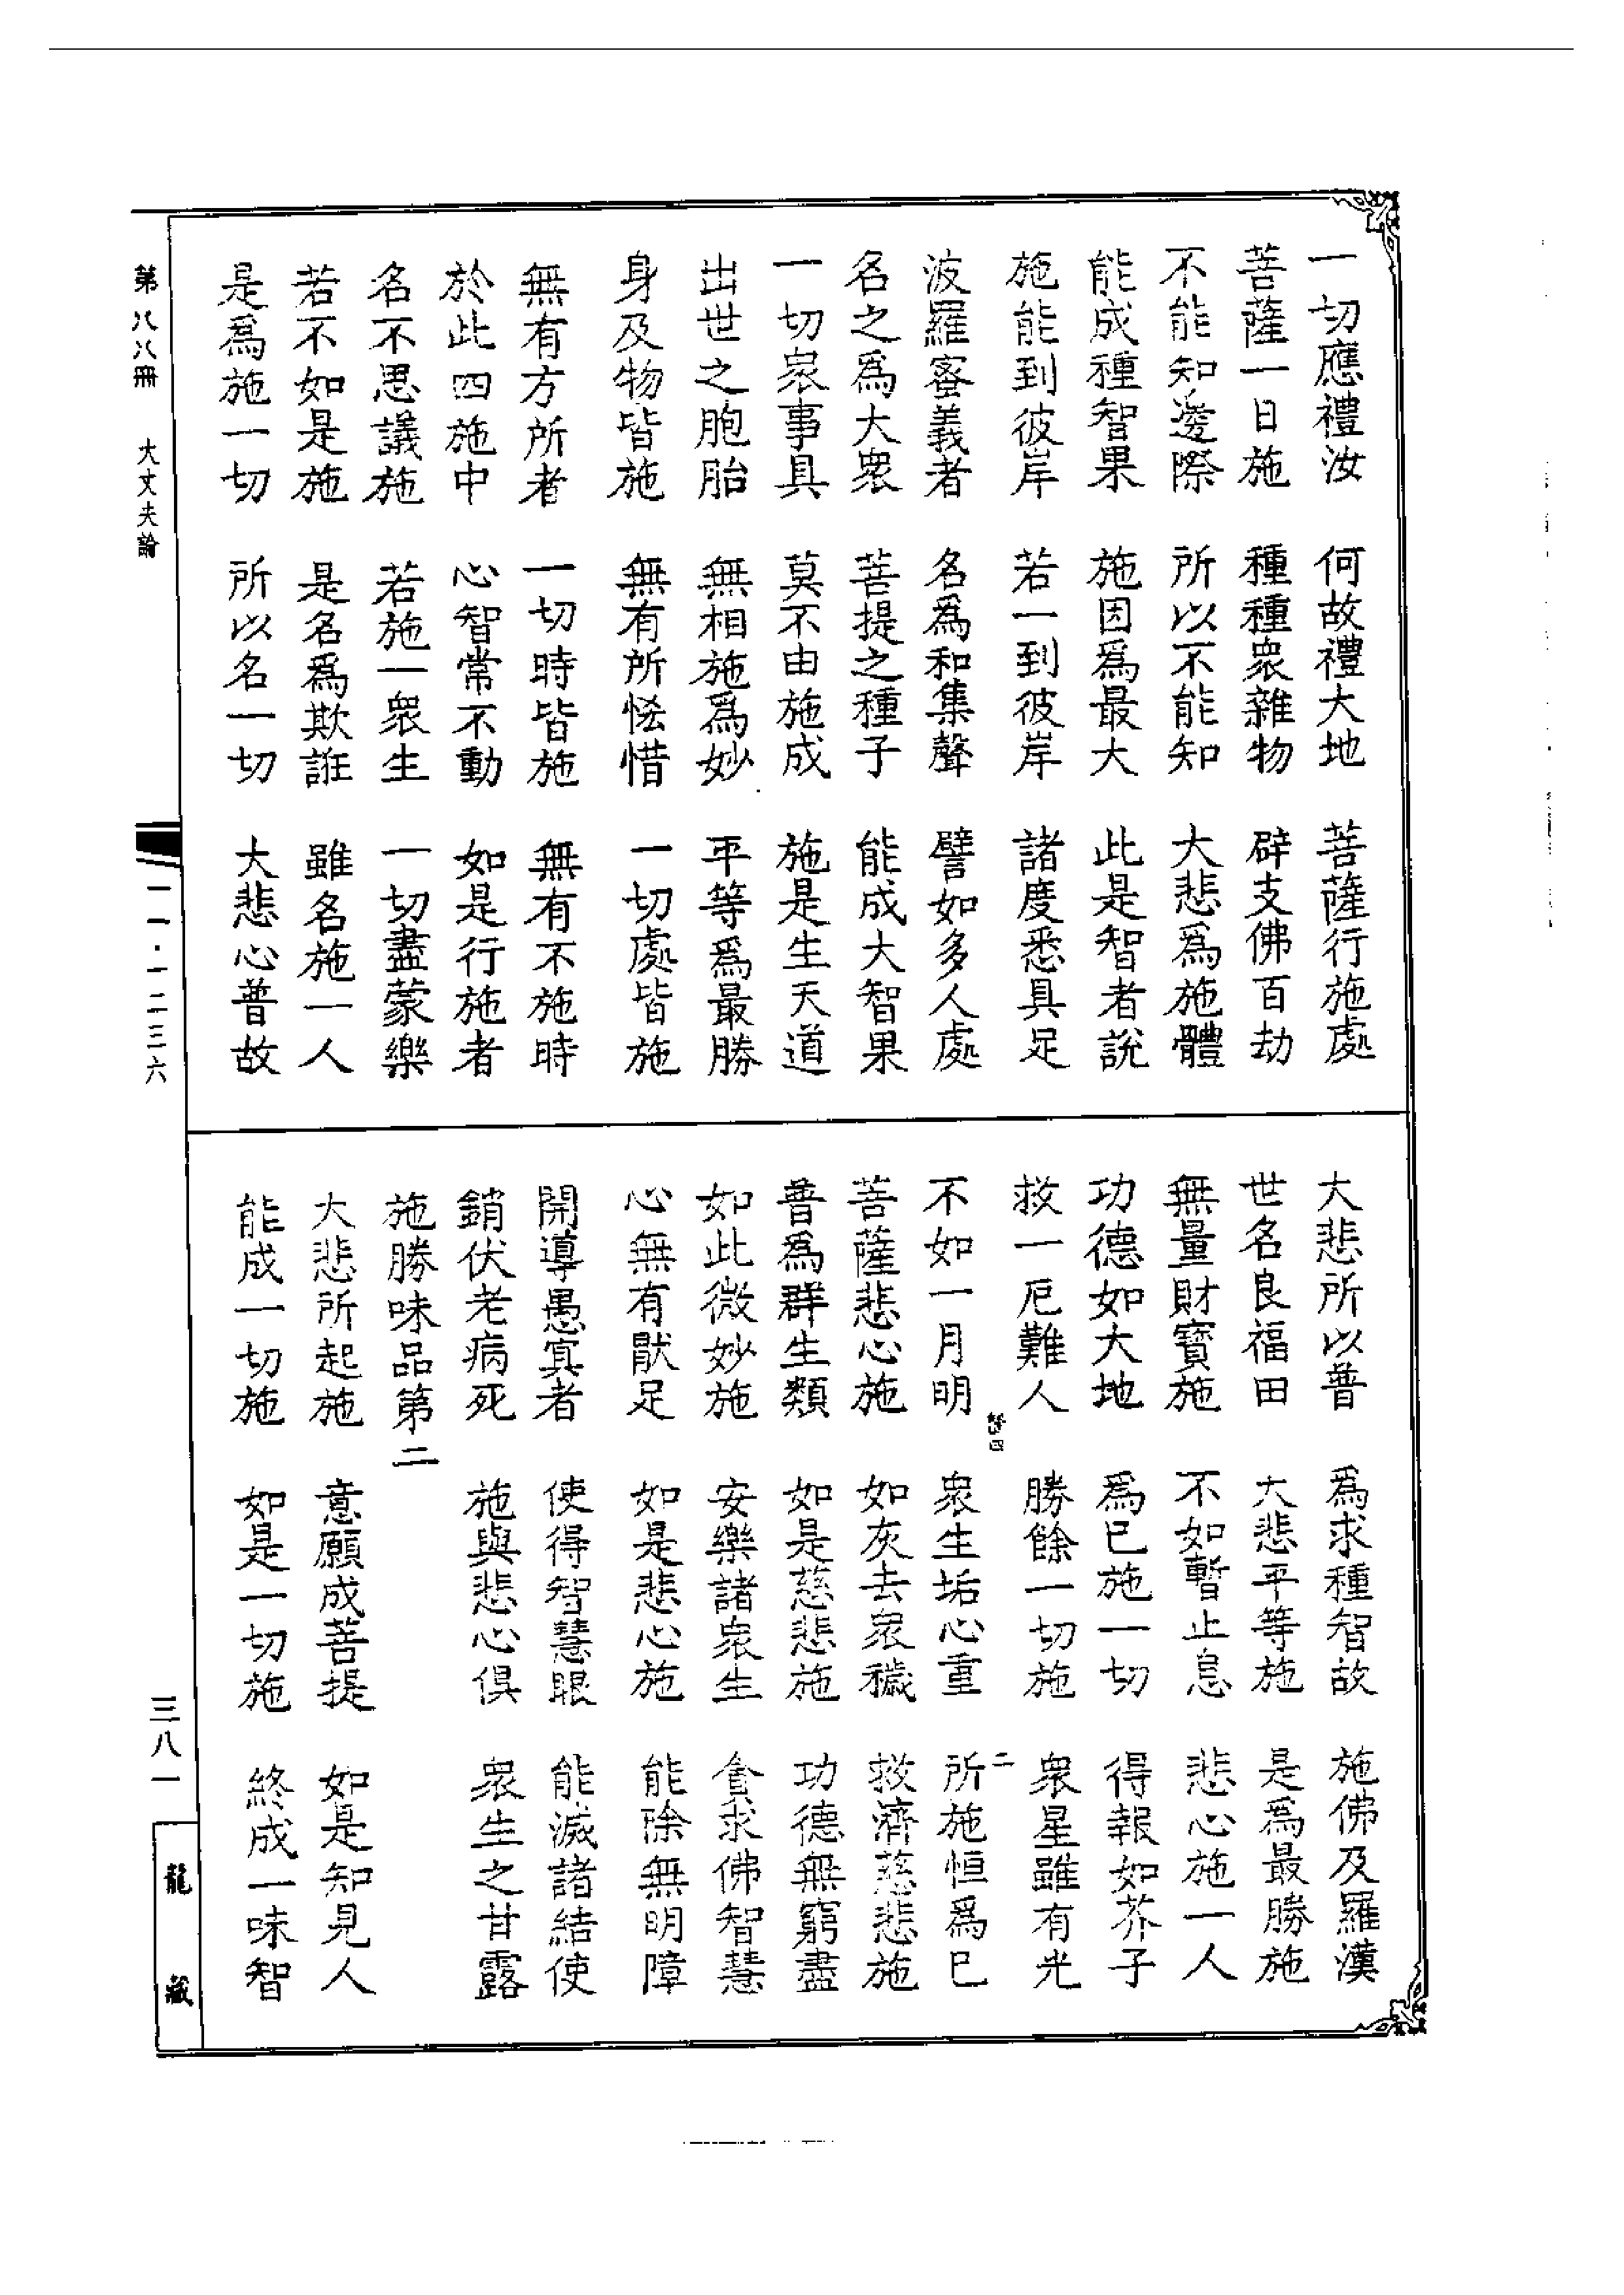 一切應禮汝　何故禮大地　菩薩行施處
菩薩一日施　種種衆雜物　辟支佛百劫
不能知邊際　所以不能知　大悲爲施體
能成種智果　施因爲最大　此是智者說
施能到彼岸　若一到彼岸　諸度悉具足
波羅蜜義者　名爲和集聲　譬如多人處
名之爲大衆　菩提之種子　能成大智果
一切衆事具　莫不由施成　施是生天道
出世之胞胎　無相施爲妙　平等爲最勝
身及物皆施　無有所悋惜　一切處皆施
無有方所者　一切時皆施　無有不施時
於此四施中　心智常不動　如是行施者
名不思議施　若施一衆生　一切盡蒙樂
若不如是施　是名爲欺誑　雖名施一人
是爲施一切　所以名一切　大悲心普故
大悲所以普　爲求種智故　施佛及羅漢
世名良福田　大悲平等施　是爲最勝施
無量財寶施　不如暫止息　悲心施一人
功德如大地　爲已施一切　得報如芥子
救一厄難人　勝餘一切施　衆星雖有光
不如一月明　衆生垢心重　所施恒爲已
二
菩薩悲心施　如灰去衆穢　救濟慈悲施
普爲群生類　如是慈悲施　功德無窮盡
如此微妙施　安樂諸衆生　貪求佛智慧
心無有猒足　如是悲心施　能除無明障
開導愚冥者　使得智慧眼　能滅諸結使
銷伏老病死　施與悲心俱　衆生之甘露
施勝味品第二
大悲所起施　意願成菩提　如是知見人
能成一切施　如是一切施　終成一味智
第八八冊　大丈夫論　一一·一二三六　三八一　龍藏